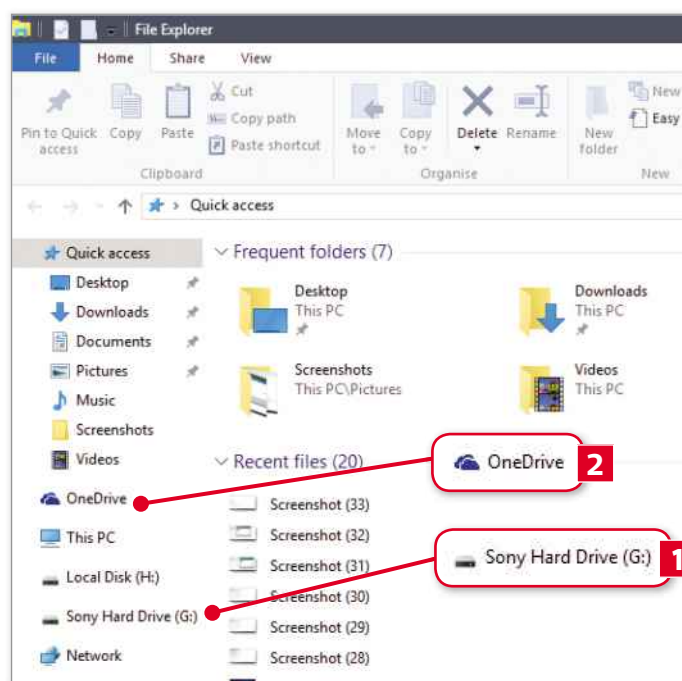 File Explorer
File Home Share View
Pin to Quick access
Copy
Paste
Cut
Copy path
Paste shortcut
Clipboard
Move to
Copy to
Delete
Rename
Organise
New folder
New
Easy
New
Quick access
Quick access
Desktop
Downloads
Documents
Pictures
Music
Screenshots
Videos
OneDrive
This PC
Local Disk (H:)
Sony Hard Drive (G:)
Network
Frequent folders (7)
Desktop
This PC
Downloads
This PC
Screenshots
This PC\Pictures
Videos
This PC
Recent files (20)
Screenshot (33)
Screenshot (32)
Screenshot (31)
Screenshot (30)
Screenshot (29)
Screenshot (28)
OneDrive 2
Sony Hard Drive (G:) 1